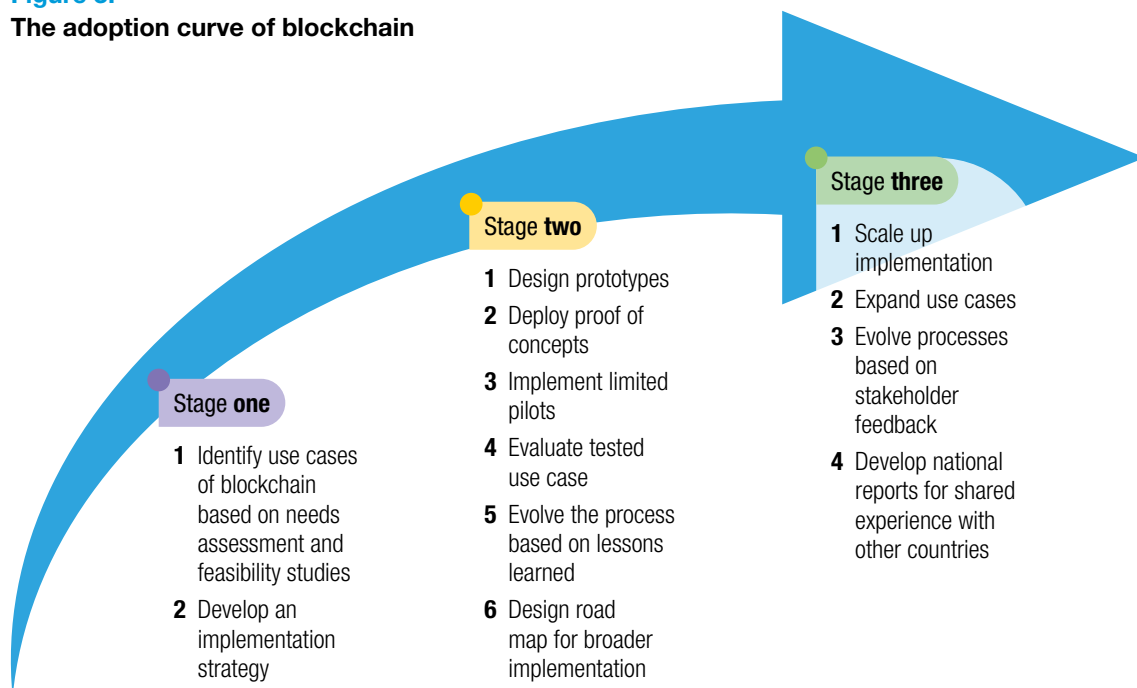 The adoption curve of blockchain
Stage one
1 Identify use cases
of blockchain
based on needs
assessment and
feasibility studies
2 Develop an
implementation
strategy
Stage two
1 Design prototypes
2 Deploy proof of
concepts
3 Implement limited
pilots
4 Evaluate tested
use case
5 Evolve the process
based on lessons
learned
6 Design road
map for broader
implementation
Stage three
1 Scale up
implementation
2 Expand use cases
3 Evolve processes
based on
stakeholder
feedback
4 Develop national
reports for shared
experience with
other countries